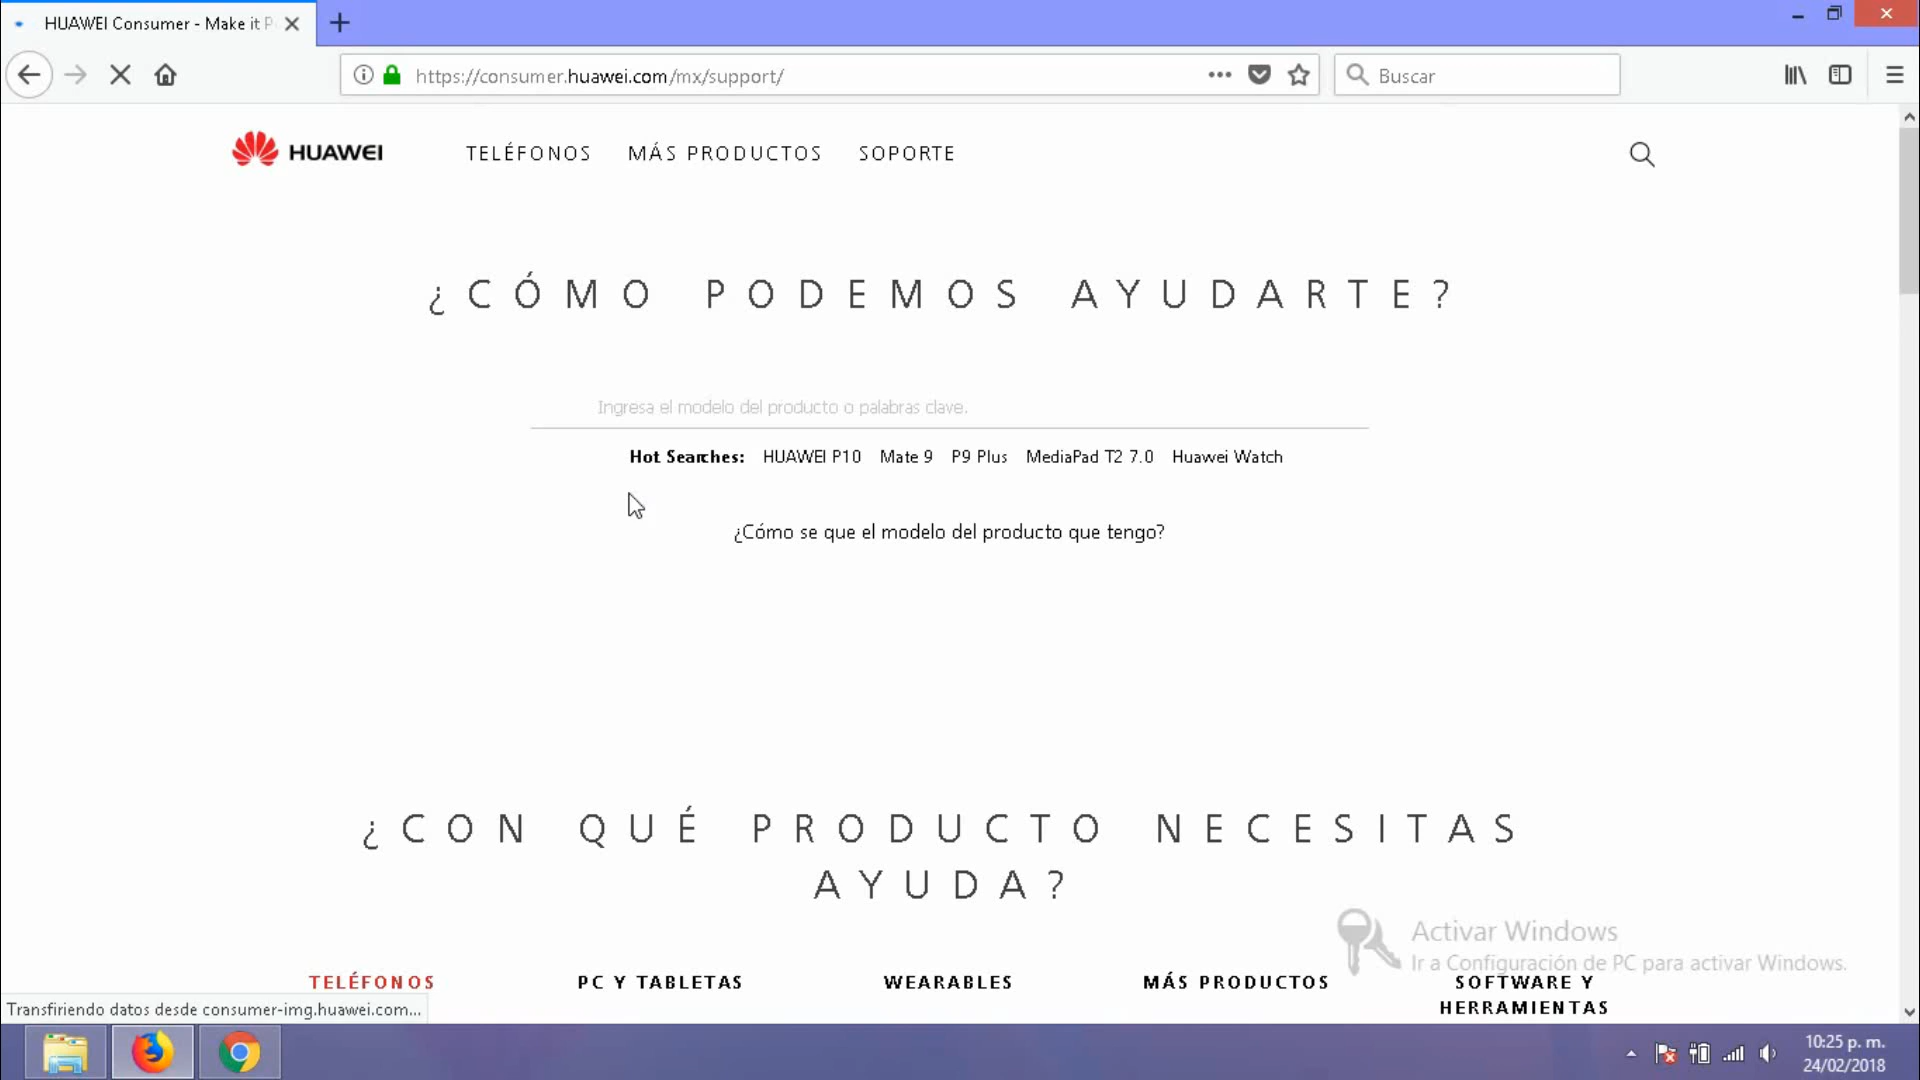 HUAWEI Consumer - Make it P
https://consumer.huawei.com/mx/support/
Buscar
HUAWEI
TELÉFONOS
MÁS PRODUCTOS
SOPORTE
¿CÓMO PODEMOS AYUDARTE?
Ingresa el modelo del producto o palabras clave.
Hot Searches: HUAWEI P10 Mate 9 P9 Plus MediaPad T2 7.0 Huawei Watch
¿Cómo se que el modelo del producto que tengo?
¿CON QUÉ PRODUCTO NECESITAS
AYUDA?
Activar Windows
Ir a Configuración de PC para activar Windows.
TELÉFONOS
PC Y TABLETAS
WEARABLES
MÁS PRODUCTOS
SOFTWARE Y
HERRAMIENTAS
Transfiriendo datos desde consumer-img.huawei.com...
10:25 p. m.
24/02/2018